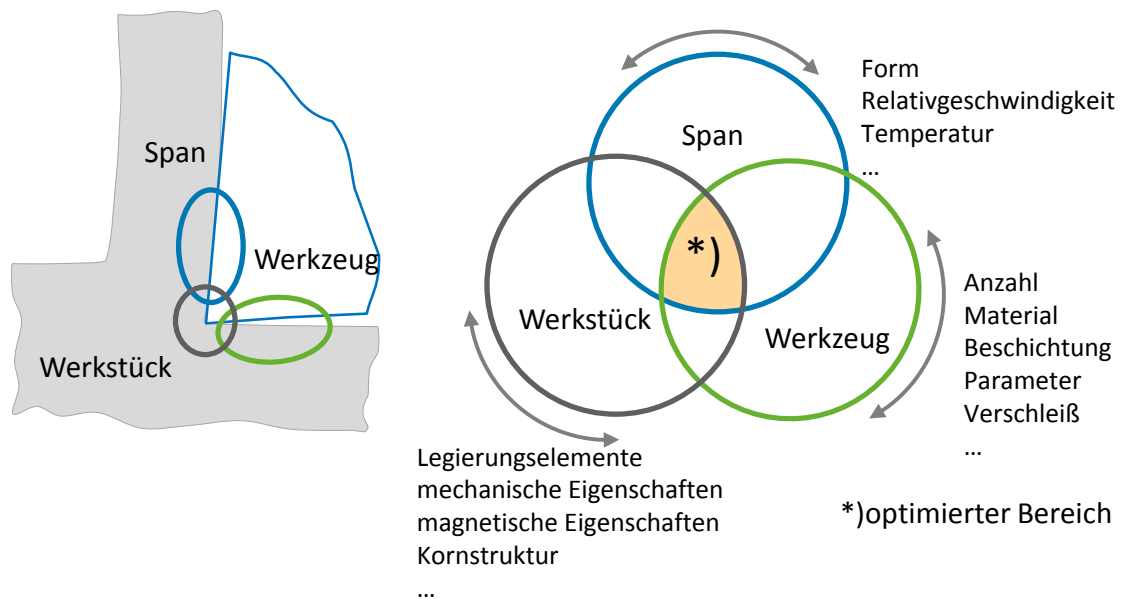 Span
Werkzeug
Werkstück
Span
Werkstück
Werkzeug
*)
Form
Relativgeschwindigkeit
Temperatur
...
Anzahl
Material
Beschichtung
Parameter
Verschleiß
...
Legierungselemente
mechanische Eigenschaften
magnetische Eigenschaften
Kornstruktur
...
*)optimierter Bereich